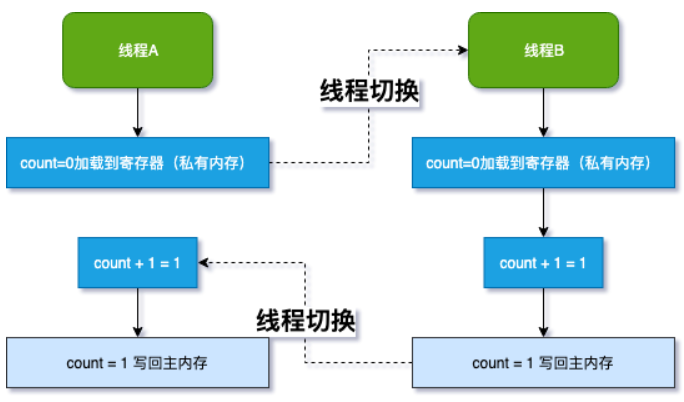 线程A
线程B
线程切换
count=0加载到寄存器（私有内存）
count=0加载到寄存器（私有内存）
count + 1 = 1
count + 1 = 1
线程切换
count = 1 写回主内存
count = 1 写回主内存